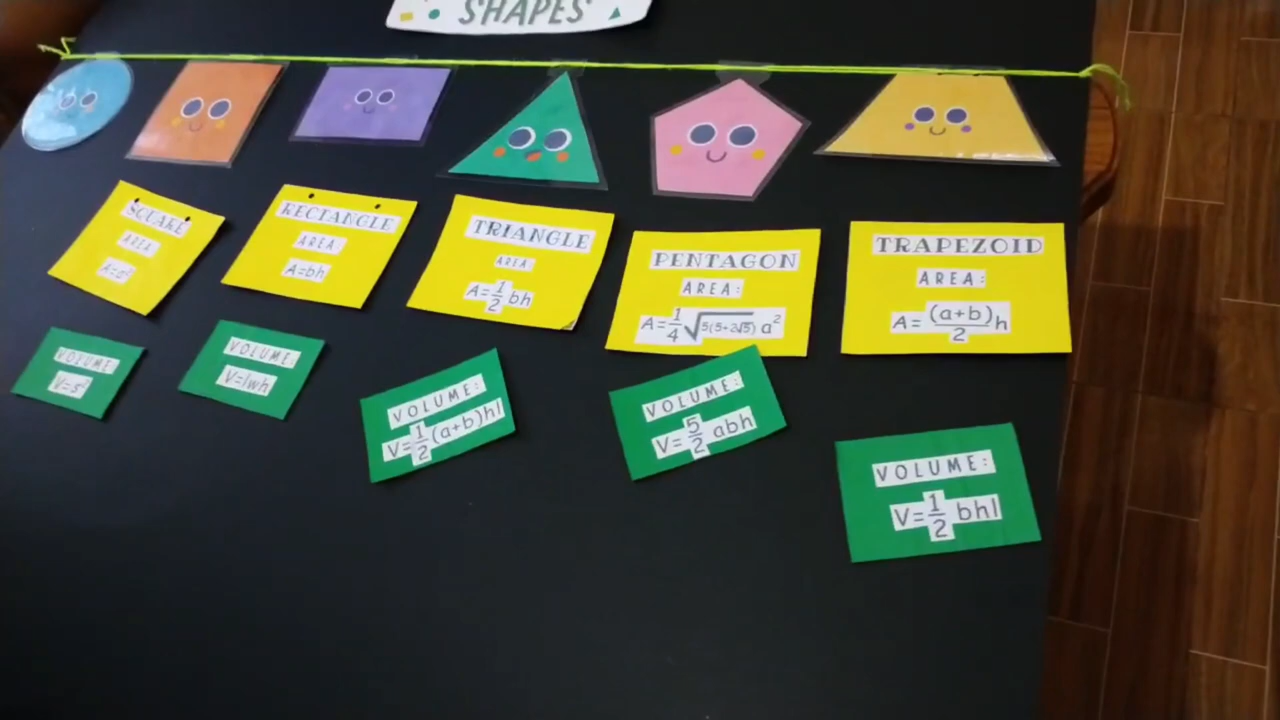 SHAPES
SQUARE
AREA:
A=a²
RECTANGLE
AREA:
A=bh
TRIANGLE
AREA:
A=1/2 bh
PENTAGON
AREA:
A=1/4 √5(5+2√5) a²
TRAPEZOID
AREA:
A=(a+b)/2 h
VOLUME:
VOLUME:
V=lwh
VOLUME:
V=1/2 (a+b)hl
VOLUME:
V=5/2 abh
VOLUME:
V=1/2 bhl